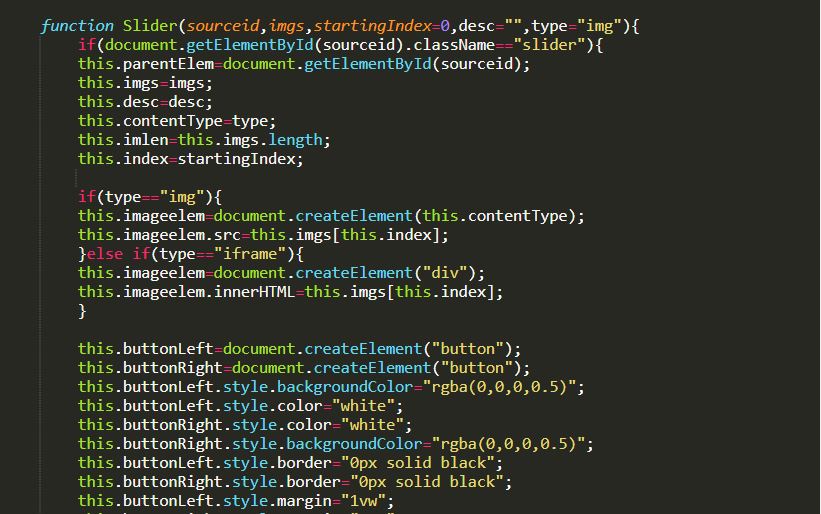 function Slider(sourceid,imgs,startingIndex=0,desc="",type="img"){
if(document.getElementById(sourceid).className=="slider"){
this.parentElem=document.getElementById(sourceid);
this.imgs=imgs;
this.desc=desc;
this.contentType=type;
this.imlen=this.imgs.length;
this.index=startingIndex;
if(type=="img"){
this.imageelem=document.createElement(this.contentType);
this.imageelem.src=this.imgs[this.index];
}else if(type=="iframe"){
this.imageelem=document.createElement("div");
this.imageelem.innerHTML=this.imgs[this.index];
}
this.buttonLeft=document.createElement("button");
this.buttonRight=document.createElement("button");
this.buttonLeft.style.backgroundColor="rgba(0,0,0,0.5)";
this.buttonLeft.style.color="white";
this.buttonRight.style.color="white";
this.buttonRight.style.backgroundColor="rgba(0,0,0,0.5)";
this.buttonLeft.style.border="0px solid black";
this.buttonRight.style.border="0px solid black";
this.buttonLeft.style.margin="1vw";